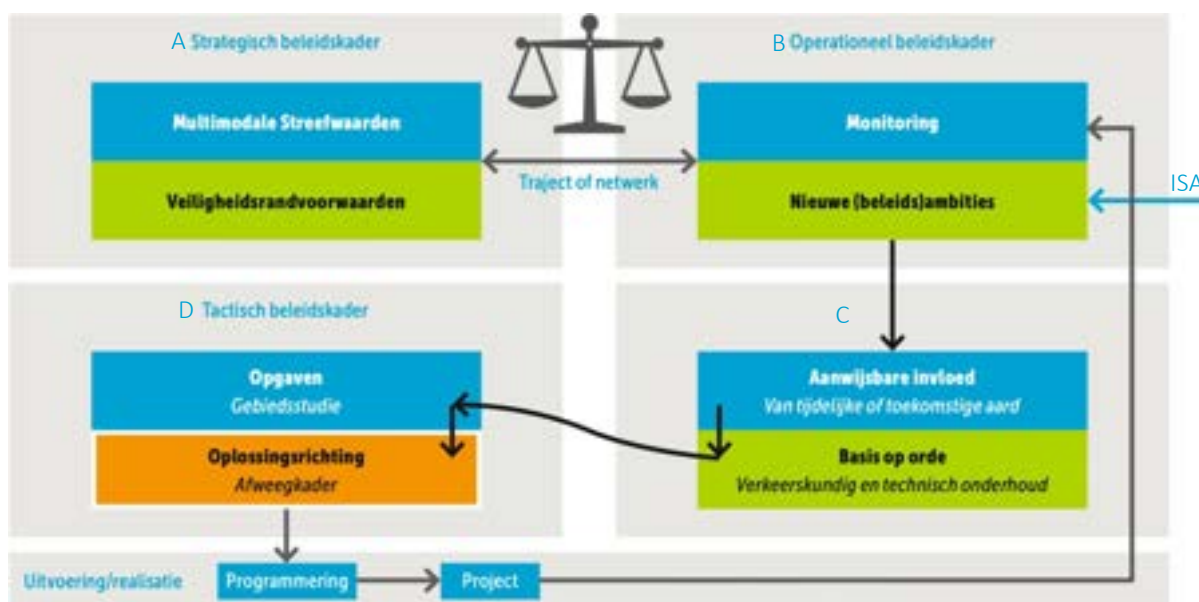 A Strategisch beleidskader
Multimodale Streefwaarden
Veiligheidsrandvoorwaarden
Traject of netwerk
B Operationeel beleidskader
Monitoring
Nieuwe (beleids)ambities
ISA
D Tactisch beleidskader
Opgaven
Gebiedsstudie
Oplossingsrichting
Afweegkader
C
Aanwijsbare invloed
Van tijdelijke of toekomstige aard
Basis op orde
Verkeerskundig en technisch onderhoud
Uitvoering/realisatie
Programmering
Project